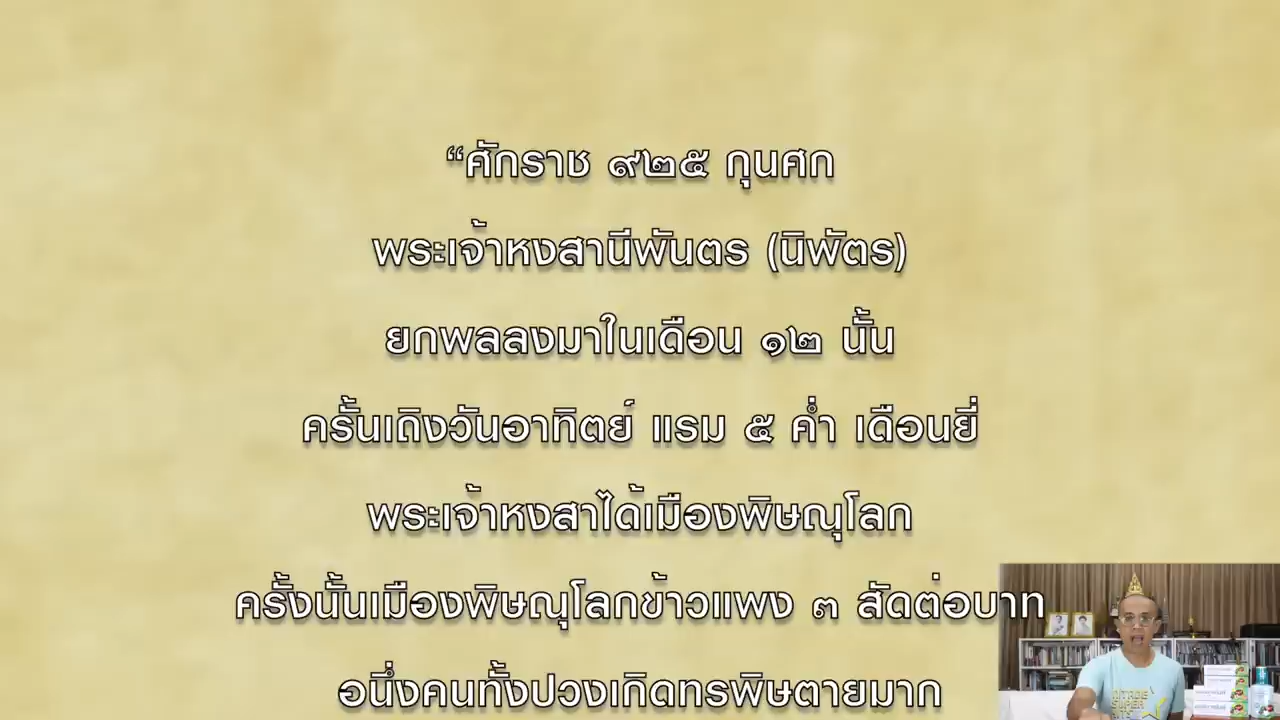 “ศักราช ๙๒๕ กุนศก
พระเจ้าหงสานีพันตร (นิพัตร)
ยกพลลงมาในเดือน ๑๒ นั้น
ครั้นเถิงวันอาทิตย์ แรม ๕ ค่ำ เดือนยี่
พระเจ้าหงสาได้เมืองพิษณุโลก
ครั้งนั้นเมืองพิษณุโลกข้าวแพง ๓ สัดต่อบาท
อนึ่งคนทั้งปวงเกิดทรพิษตายมาก
NITROE
SUPER